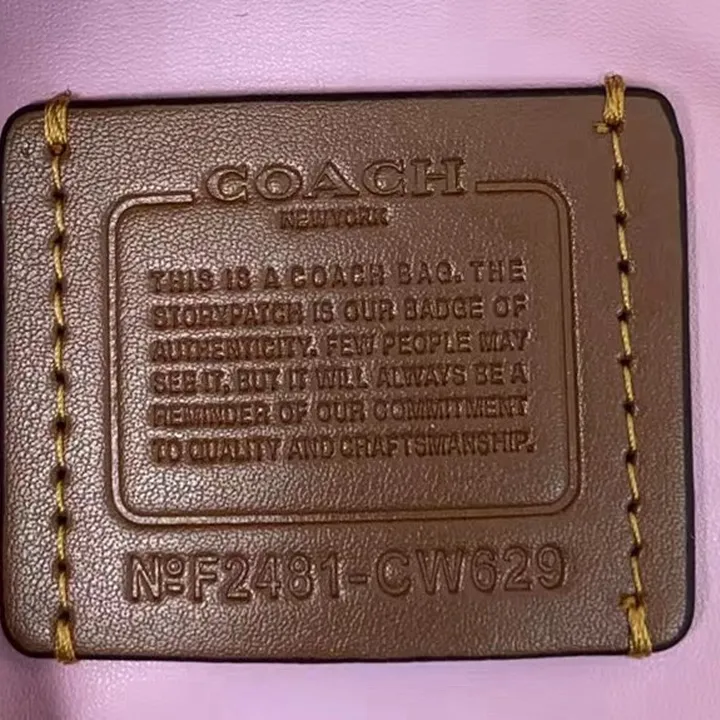 COACH
NEW YORK
THIS IS A COACH BAG. THE
STORYPATCH IS OUR BADGE OF
AUTHENTICITY. FEW PEOPLE MAY
SEE IT. BUT IT WILL ALWAYS BE A
REMINDER OF OUR COMMITMENT
TO QUALITY AND CRAFTSMANSHIP.
NºF2481-CW629